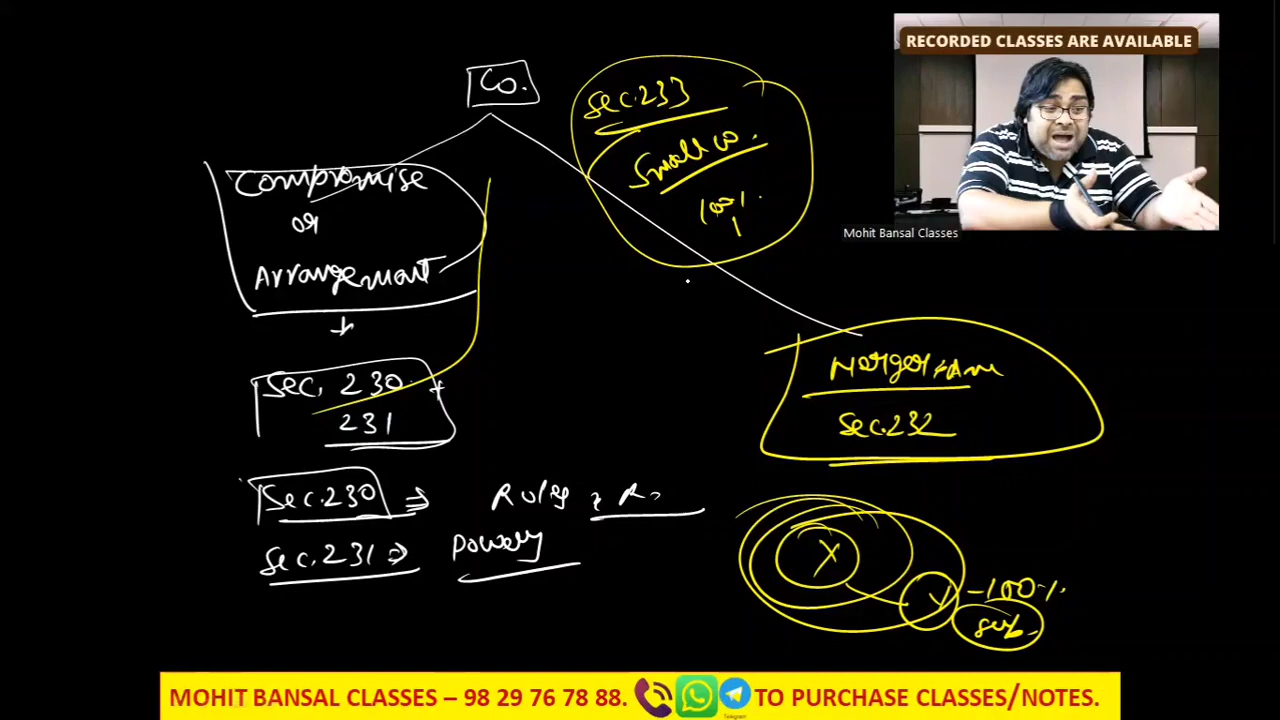 RECORDED CLASSES ARE AVAILABLE
Co.
Sec.233
Small co.
100%
Compromise
or
Arrangement
Mohit Bansal Classes
Sec. 230 +
231
Merger
Sec.232
Sec.230 ⇒ Rules
Sec.231 ⇒ Powers
X
Y - 100%
sub.
MOHIT BANSAL CLASSES – 98 29 76 78 88. TO PURCHASE CLASSES/NOTES.
Telegram